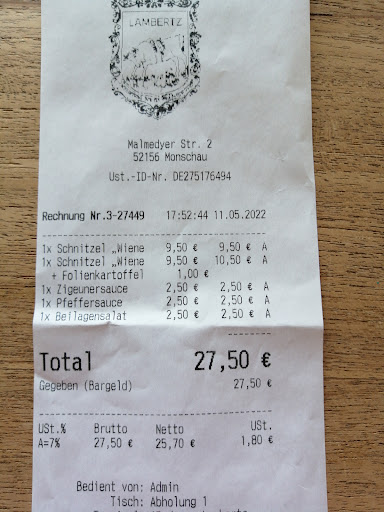 LAMBERTZ
Malmedyer Str. 2
52156 Monschau
Ust.-ID-Nr. DE275176494
Rechnung Nr.3-27449 17:52:44 11.05.2022
1x Schnitzel „Wiene 9,50 € 9,50 € A
1x Schnitzel „Wiene 9,50 € 10,50 € A
+ Folienkartoffel 1,00 €
1x Zigeunersauce 2,50 € 2,50 € A
1x Pfeffersauce 2,50 € 2,50 € A
1x Beilagensalat 2,50 € 2,50 € A
Total 27,50 €
Gegeben (Bargeld) 27,50 €
USt.% Brutto Netto USt.
A=7% 27,50 € 25,70 € 1,80 €
Bedient von: Admin
Tisch: Abholung 1